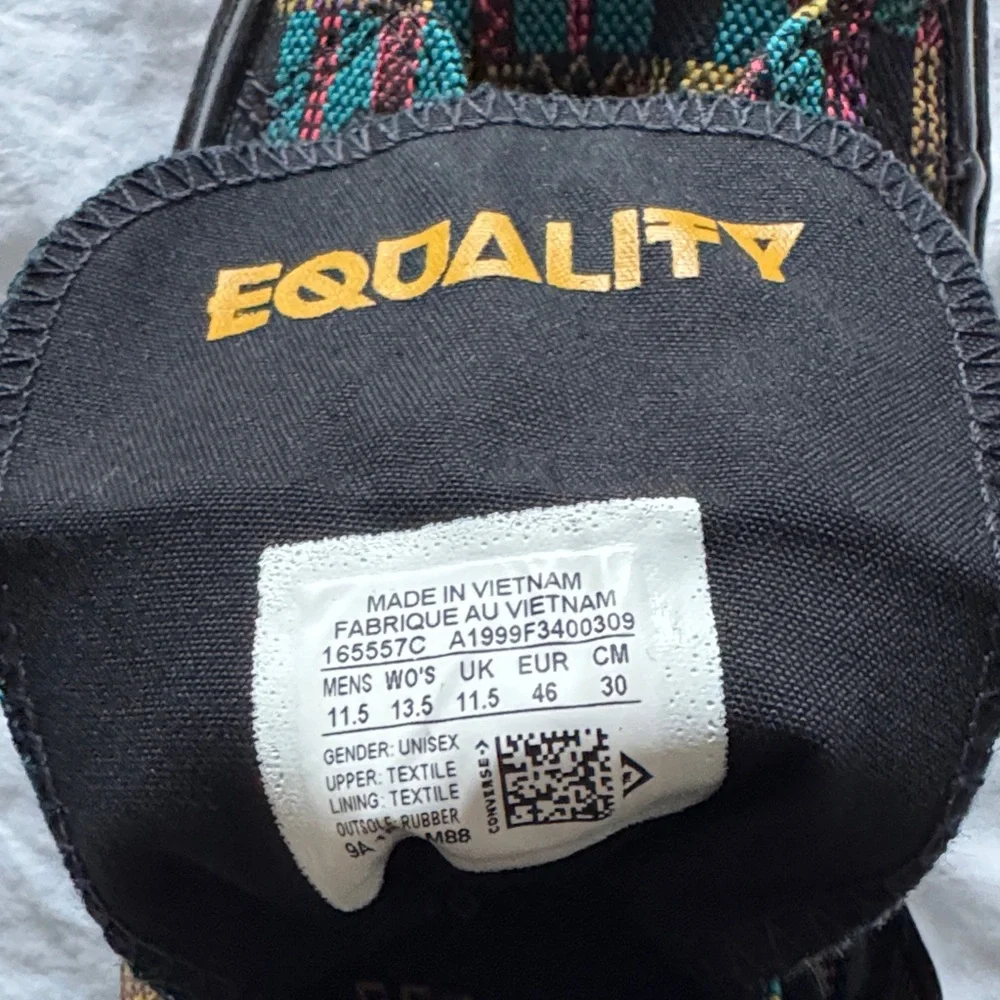 EQUALITY
MADE IN VIETNAM
FABRIQUE AU VIETNAM
165557C A1999F3400309
MENS WO'S UK EUR CM
11.5 13.5 11.5 46 30
GENDER: UNISEX
UPPER: TEXTILE
LINING: TEXTILE
OUTSOLE: RUBBER
CONVERSE